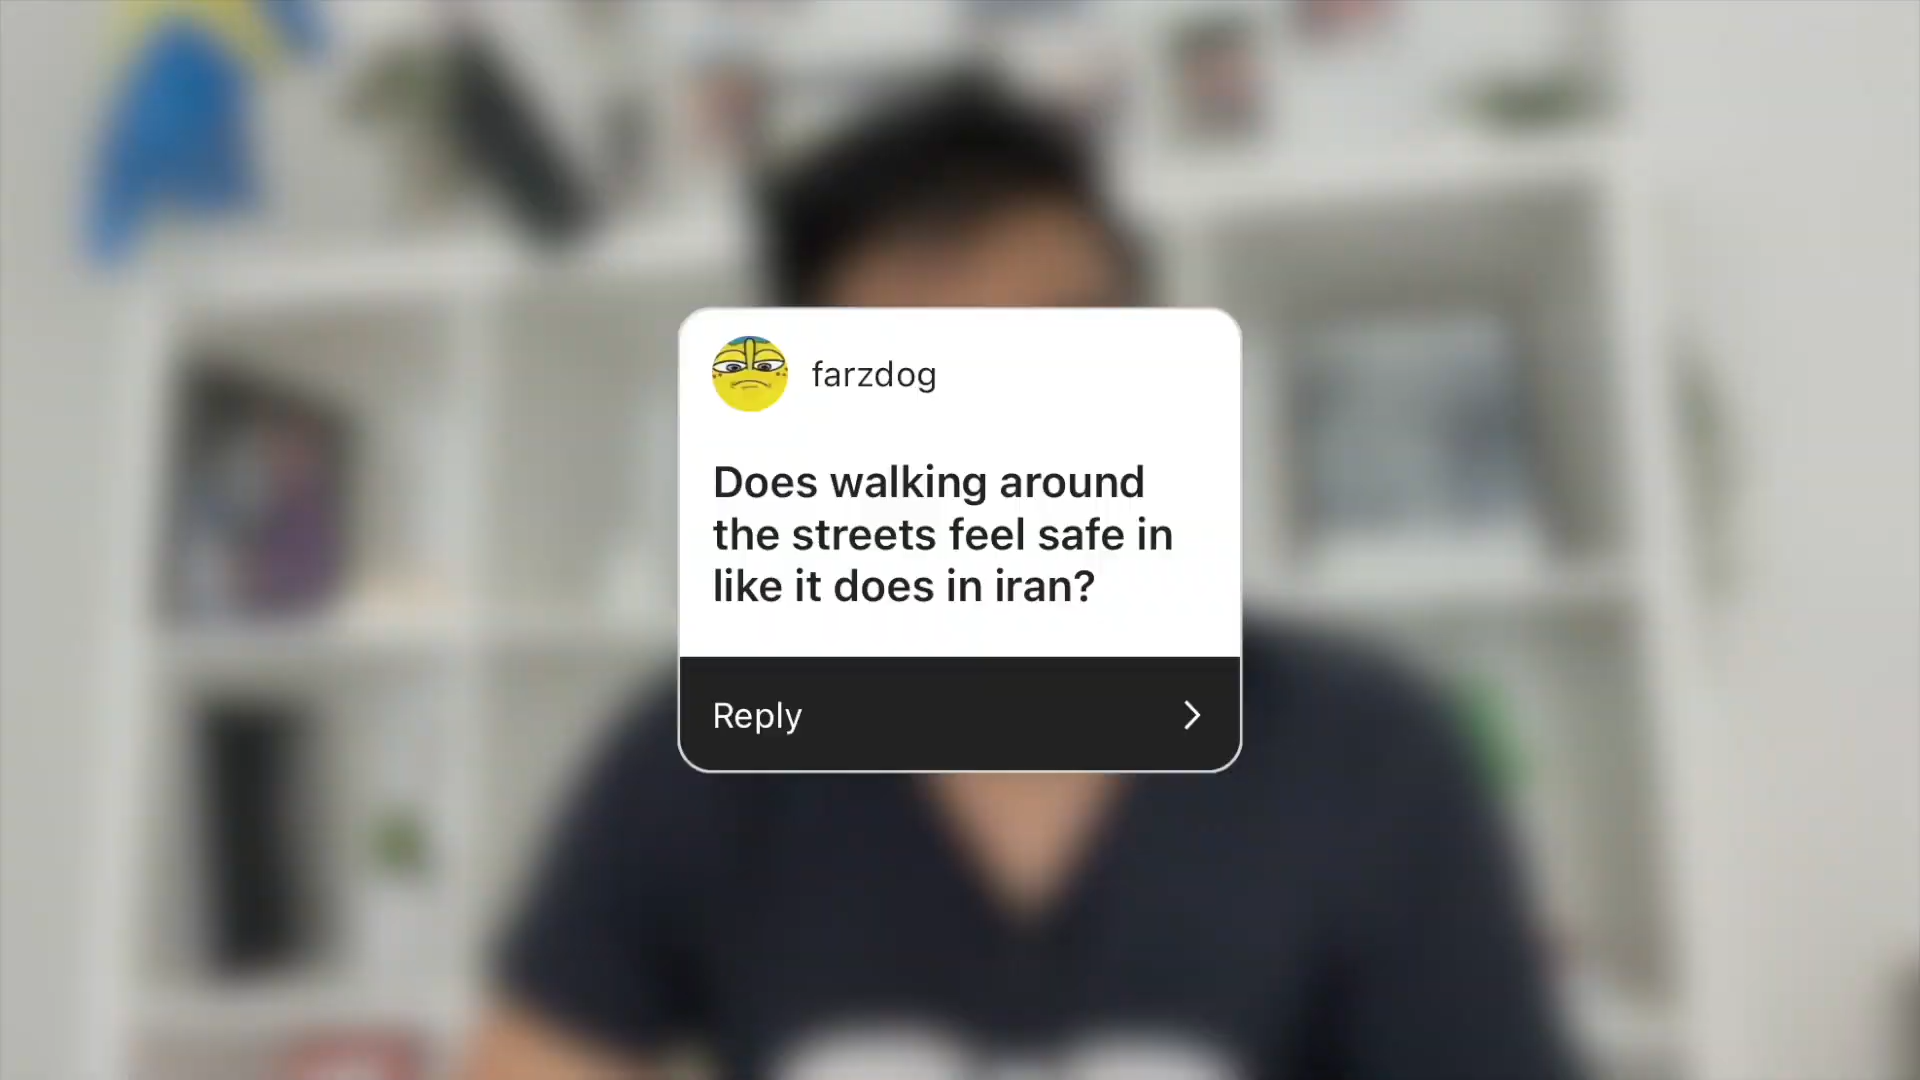 farzdog
Does walking around
the streets feel safe in
like it does in iran?
Reply